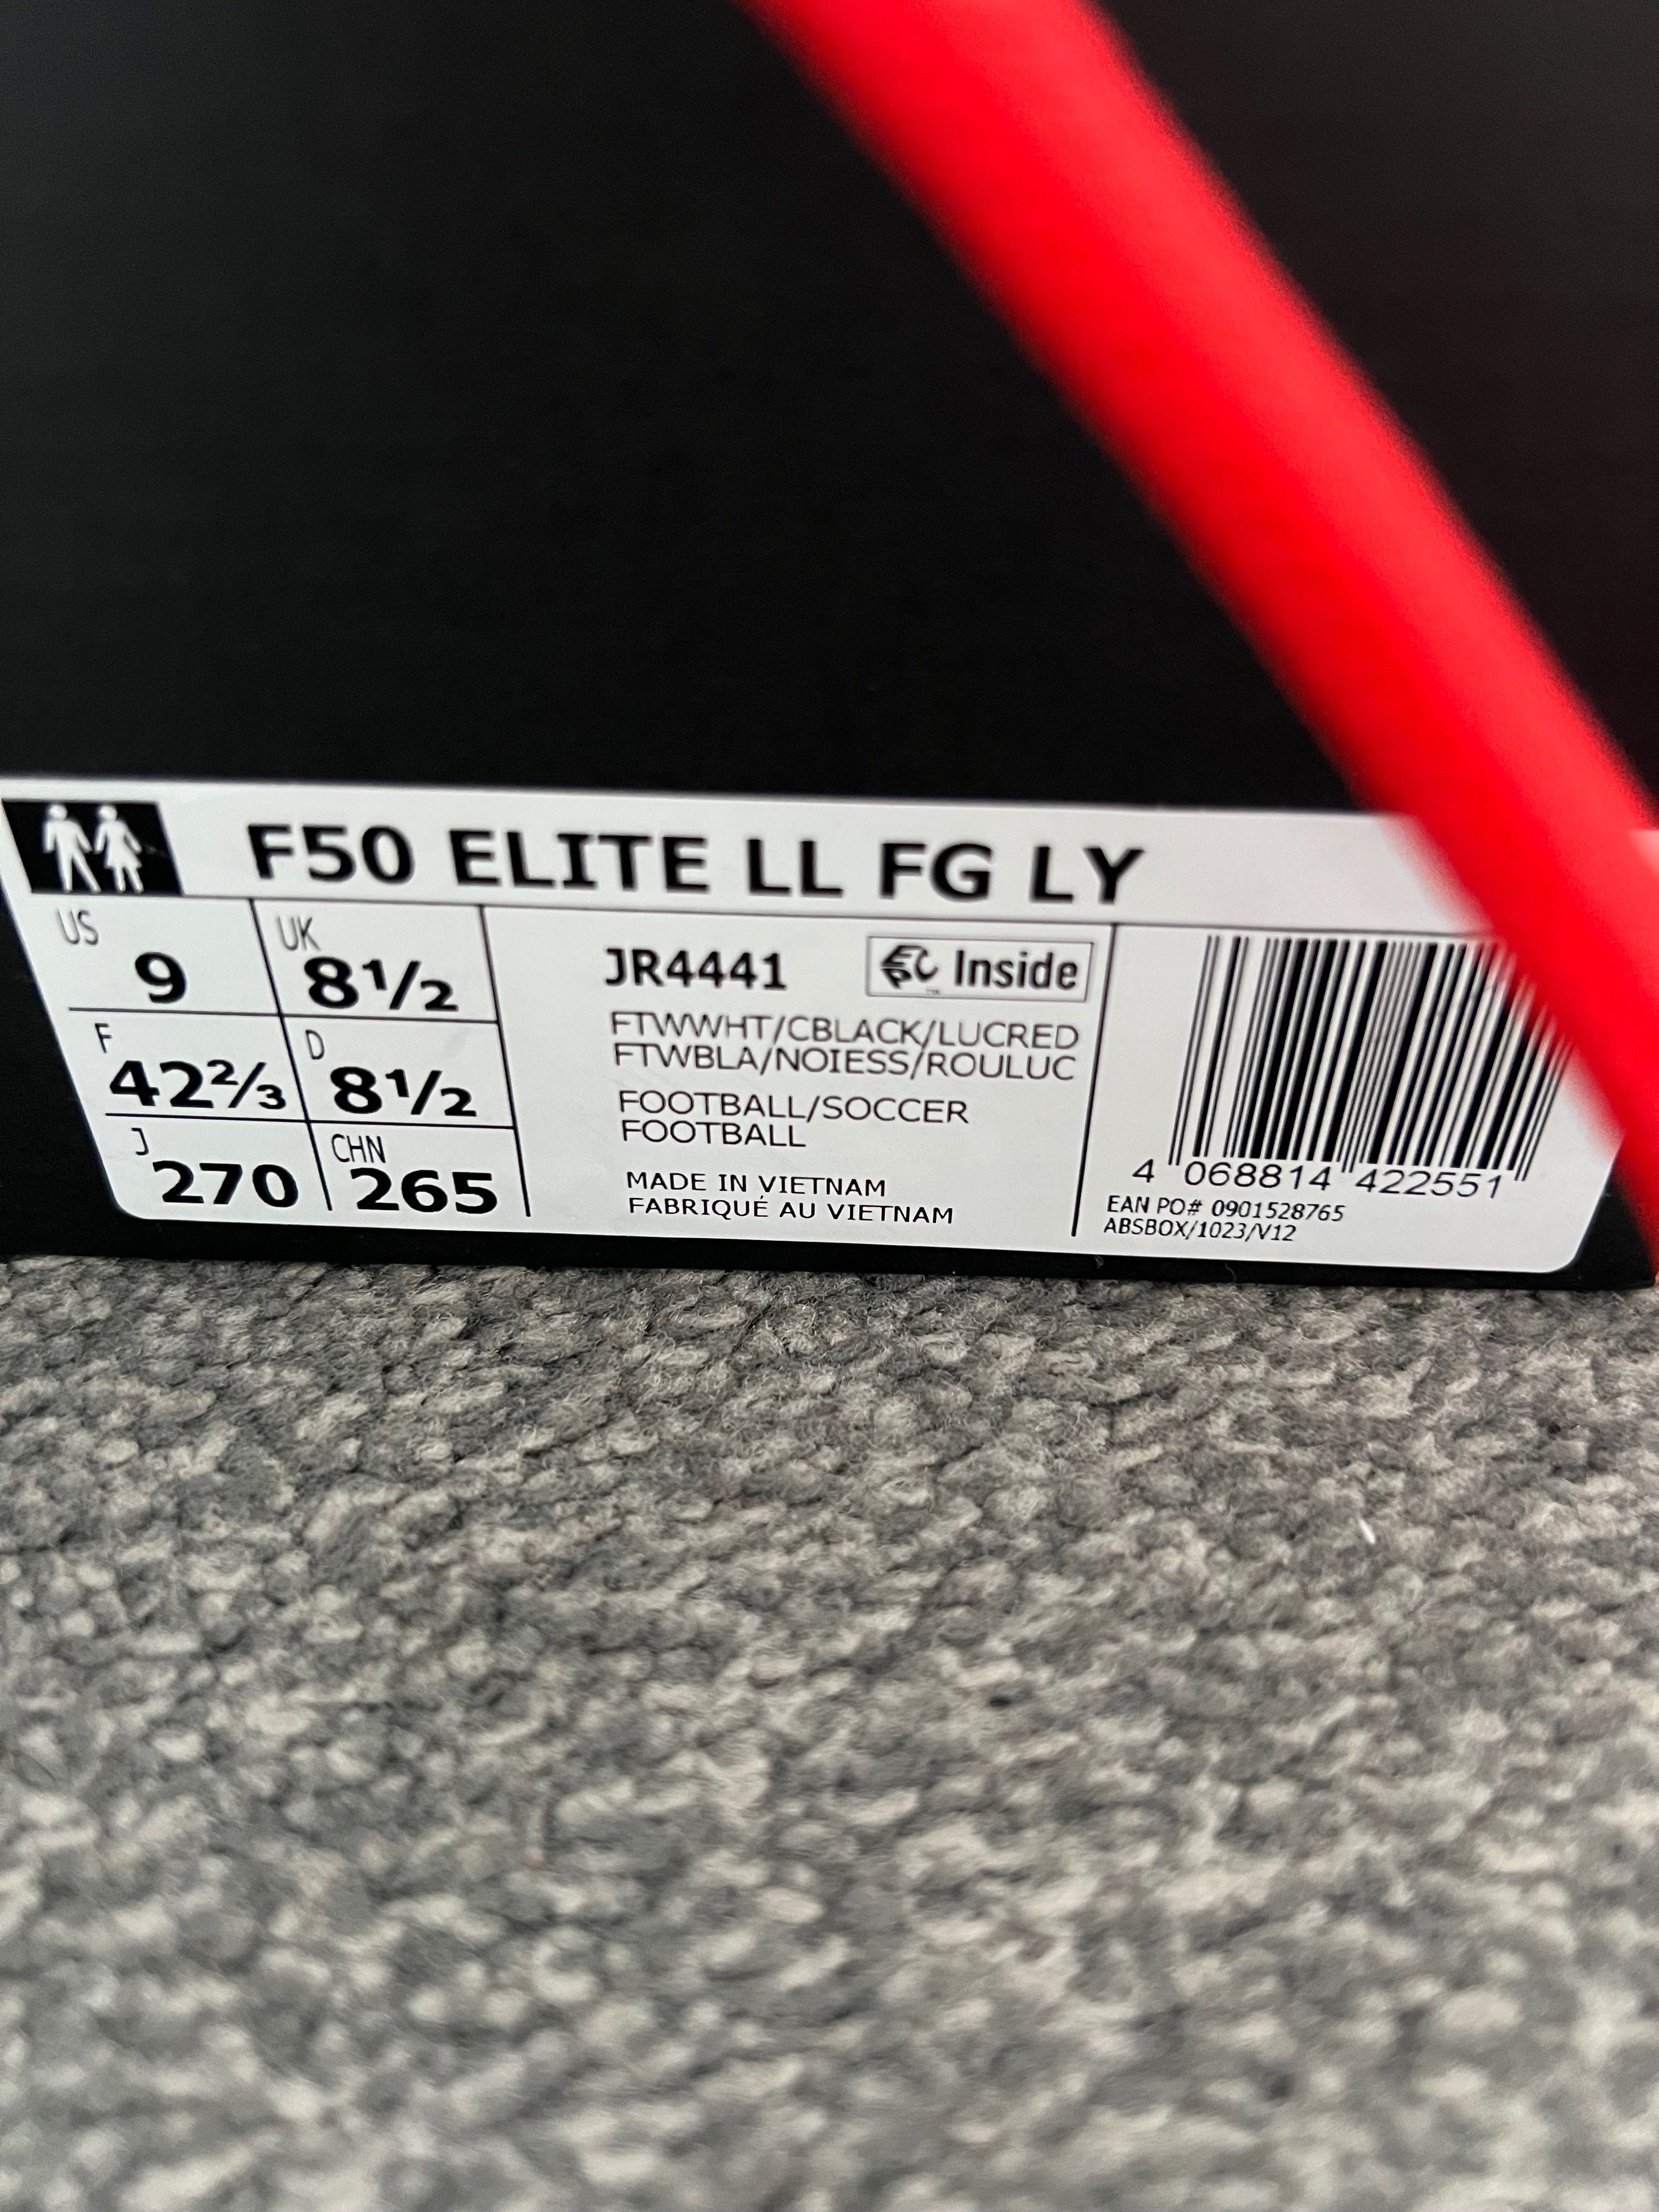 F50 ELITE LL FG LY
US 9 UK 8½
F 42⅔ D 8½
J 270 CHN 265
JR4441 Inside
FTWWHT/CBLACK/LUCRED
FTWBLA/NOIESS/ROULUC
FOOTBALL/SOCCER
FOOTBALL
MADE IN VIETNAM
FABRIQUÉ AU VIETNAM
4 068814 422551
EAN PO# 0901528765
ABSBOX/1023/V12